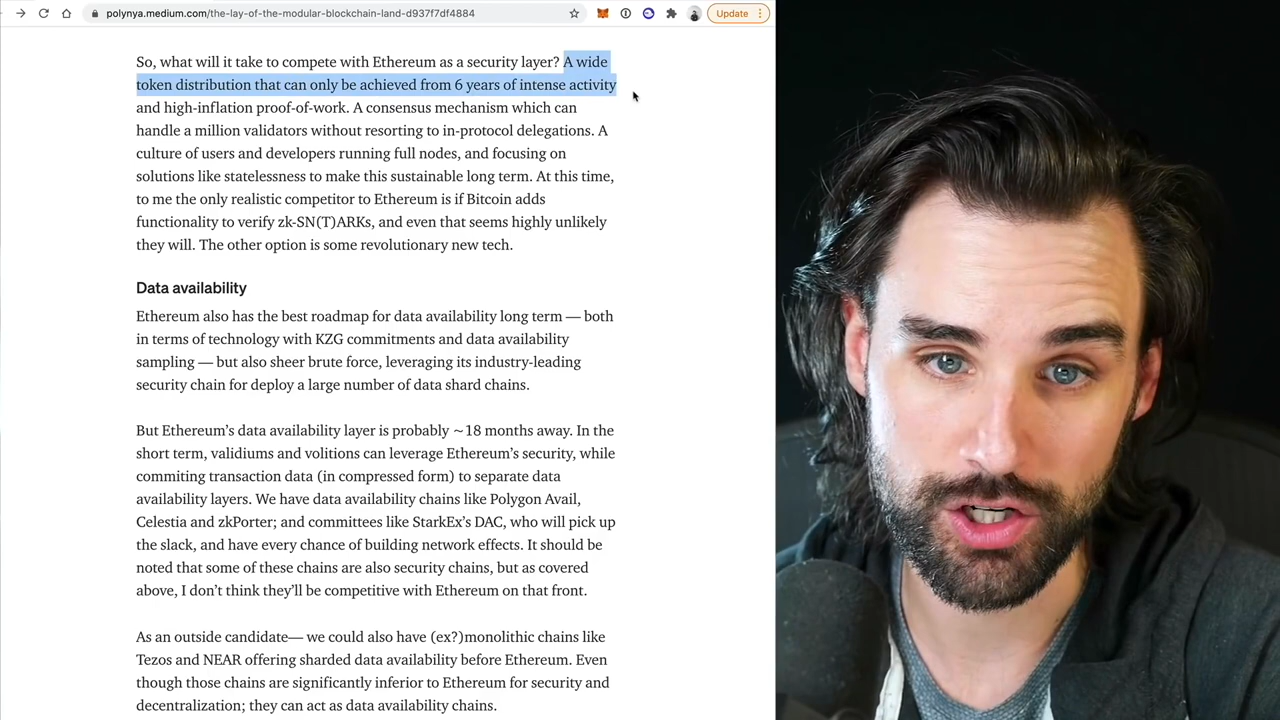 polynya.medium.com/the-lay-of-the-modular-blockchain-land-d937f7df4884
Update
So, what will it take to compete with Ethereum as a security layer? A wide
token distribution that can only be achieved from 6 years of intense activity
and high-inflation proof-of-work. A consensus mechanism which can
handle a million validators without resorting to in-protocol delegations. A
culture of users and developers running full nodes, and focusing on
solutions like statelessness to make this sustainable long term. At this time,
to me the only realistic competitor to Ethereum is if Bitcoin adds
functionality to verify zk-SN(T)ARKs, and even that seems highly unlikely
they will. The other option is some revolutionary new tech.
Data availability
Ethereum also has the best roadmap for data availability long term — both
in terms of technology with KZG commitments and data availability
sampling — but also sheer brute force, leveraging its industry-leading
security chain for deploy a large number of data shard chains.
But Ethereum’s data availability layer is probably ~18 months away. In the
short term, validiums and volitions can leverage Ethereum’s security, while
commiting transaction data (in compressed form) to separate data
availability layers. We have data availability chains like Polygon Avail,
Celestia and zkPorter; and committees like StarkEx’s DAC, who will pick up
the slack, and have every chance of building network effects. It should be
noted that some of these chains are also security chains, but as covered
above, I don’t think they’ll be competitive with Ethereum on that front.
As an outside candidate— we could also have (ex?)monolithic chains like
Tezos and NEAR offering sharded data availability before Ethereum. Even
though those chains are significantly inferior to Ethereum for security and
decentralization; they can act as data availability chains.